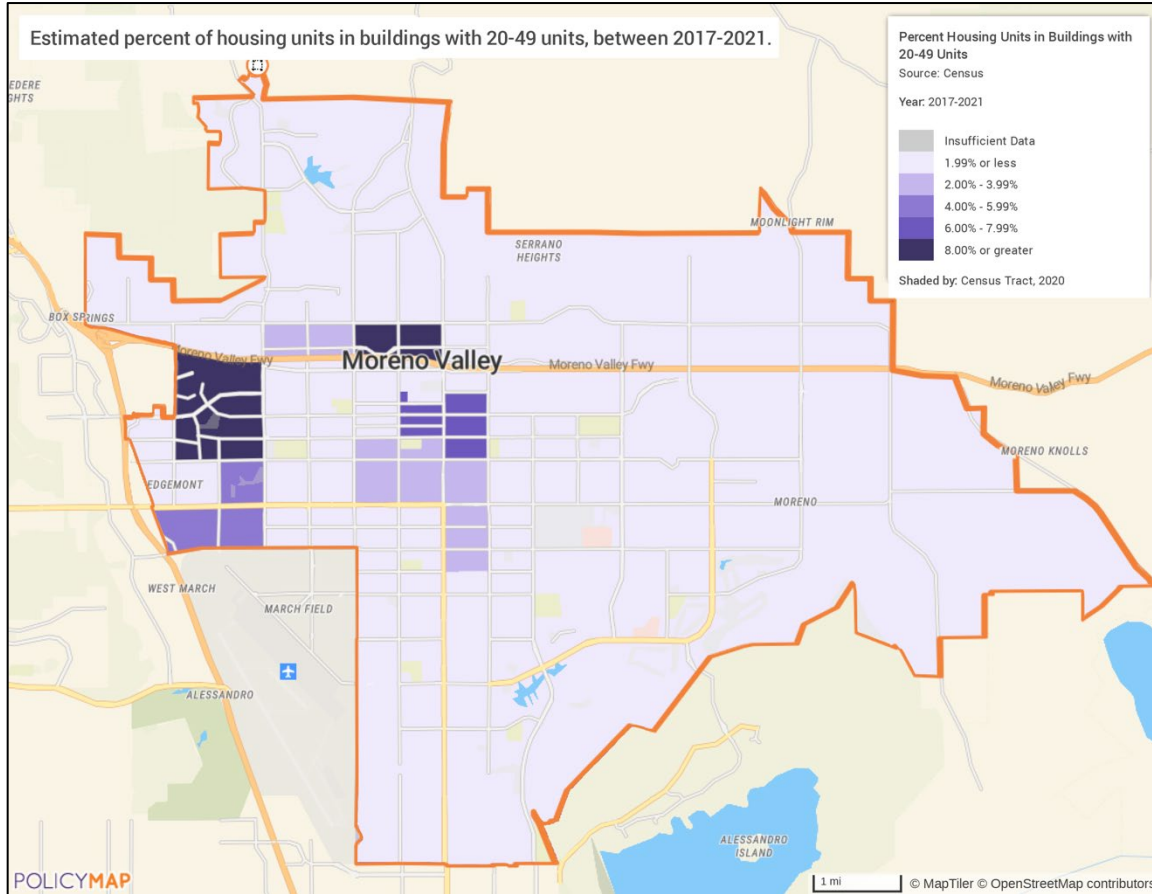 Estimated percent of housing units in buildings with 20-49 units, between 2017-2021.
Percent Housing Units in Buildings with
20-49 Units
Source: Census
Year: 2017-2021
Insufficient Data
1.99% or less
2.00% - 3.99%
4.00% - 5.99%
6.00% - 7.99%
8.00% or greater
Shaded by: Census Tract, 2020
EDERE
GHTS
MOONLIGHT RIM
SERRANO
HEIGHTS
BOX SPRINGS
Moreno Valley Fwy
Moreno Valley
Moreno Valley Fwy
Moreno Valley Fwy
MORENO KNOLLS
EDGEMONT
MORENO
WEST MARCH
MARCH FIELD
ALESSANDRO
ALESSANDRO
ISLAND
POLICYMAP
1 mi
© MapTiler © OpenStreetMap contributors